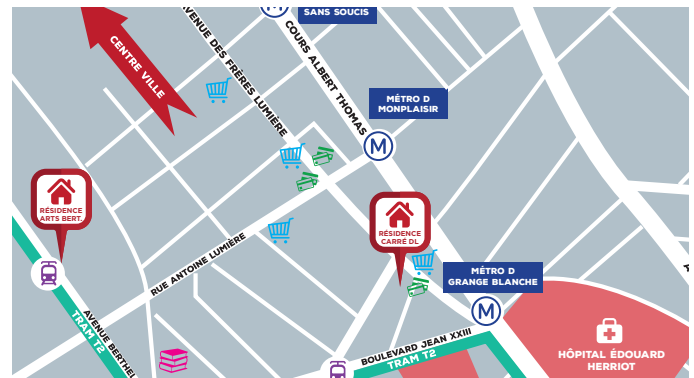 SANS SOUCIS
AVENUE DES FRÈRES LUMIÈRE
COURS ALBERT THOMAS
CENTRE VILLE
MÉTRO D
MONPLAISIR
M
RÉSIDENCE
ARTS BERT.
RÉSIDENCE
CARRÉ DL
RUE ANTOINE LUMIÈRE
MÉTRO D
GRANGE BLANCHE
M
AVENUE BERTHEL
TRAM T2
BOULEVARD JEAN XXIII
TRAM T2
HÔPITAL ÉDOUARD
HERRIOT